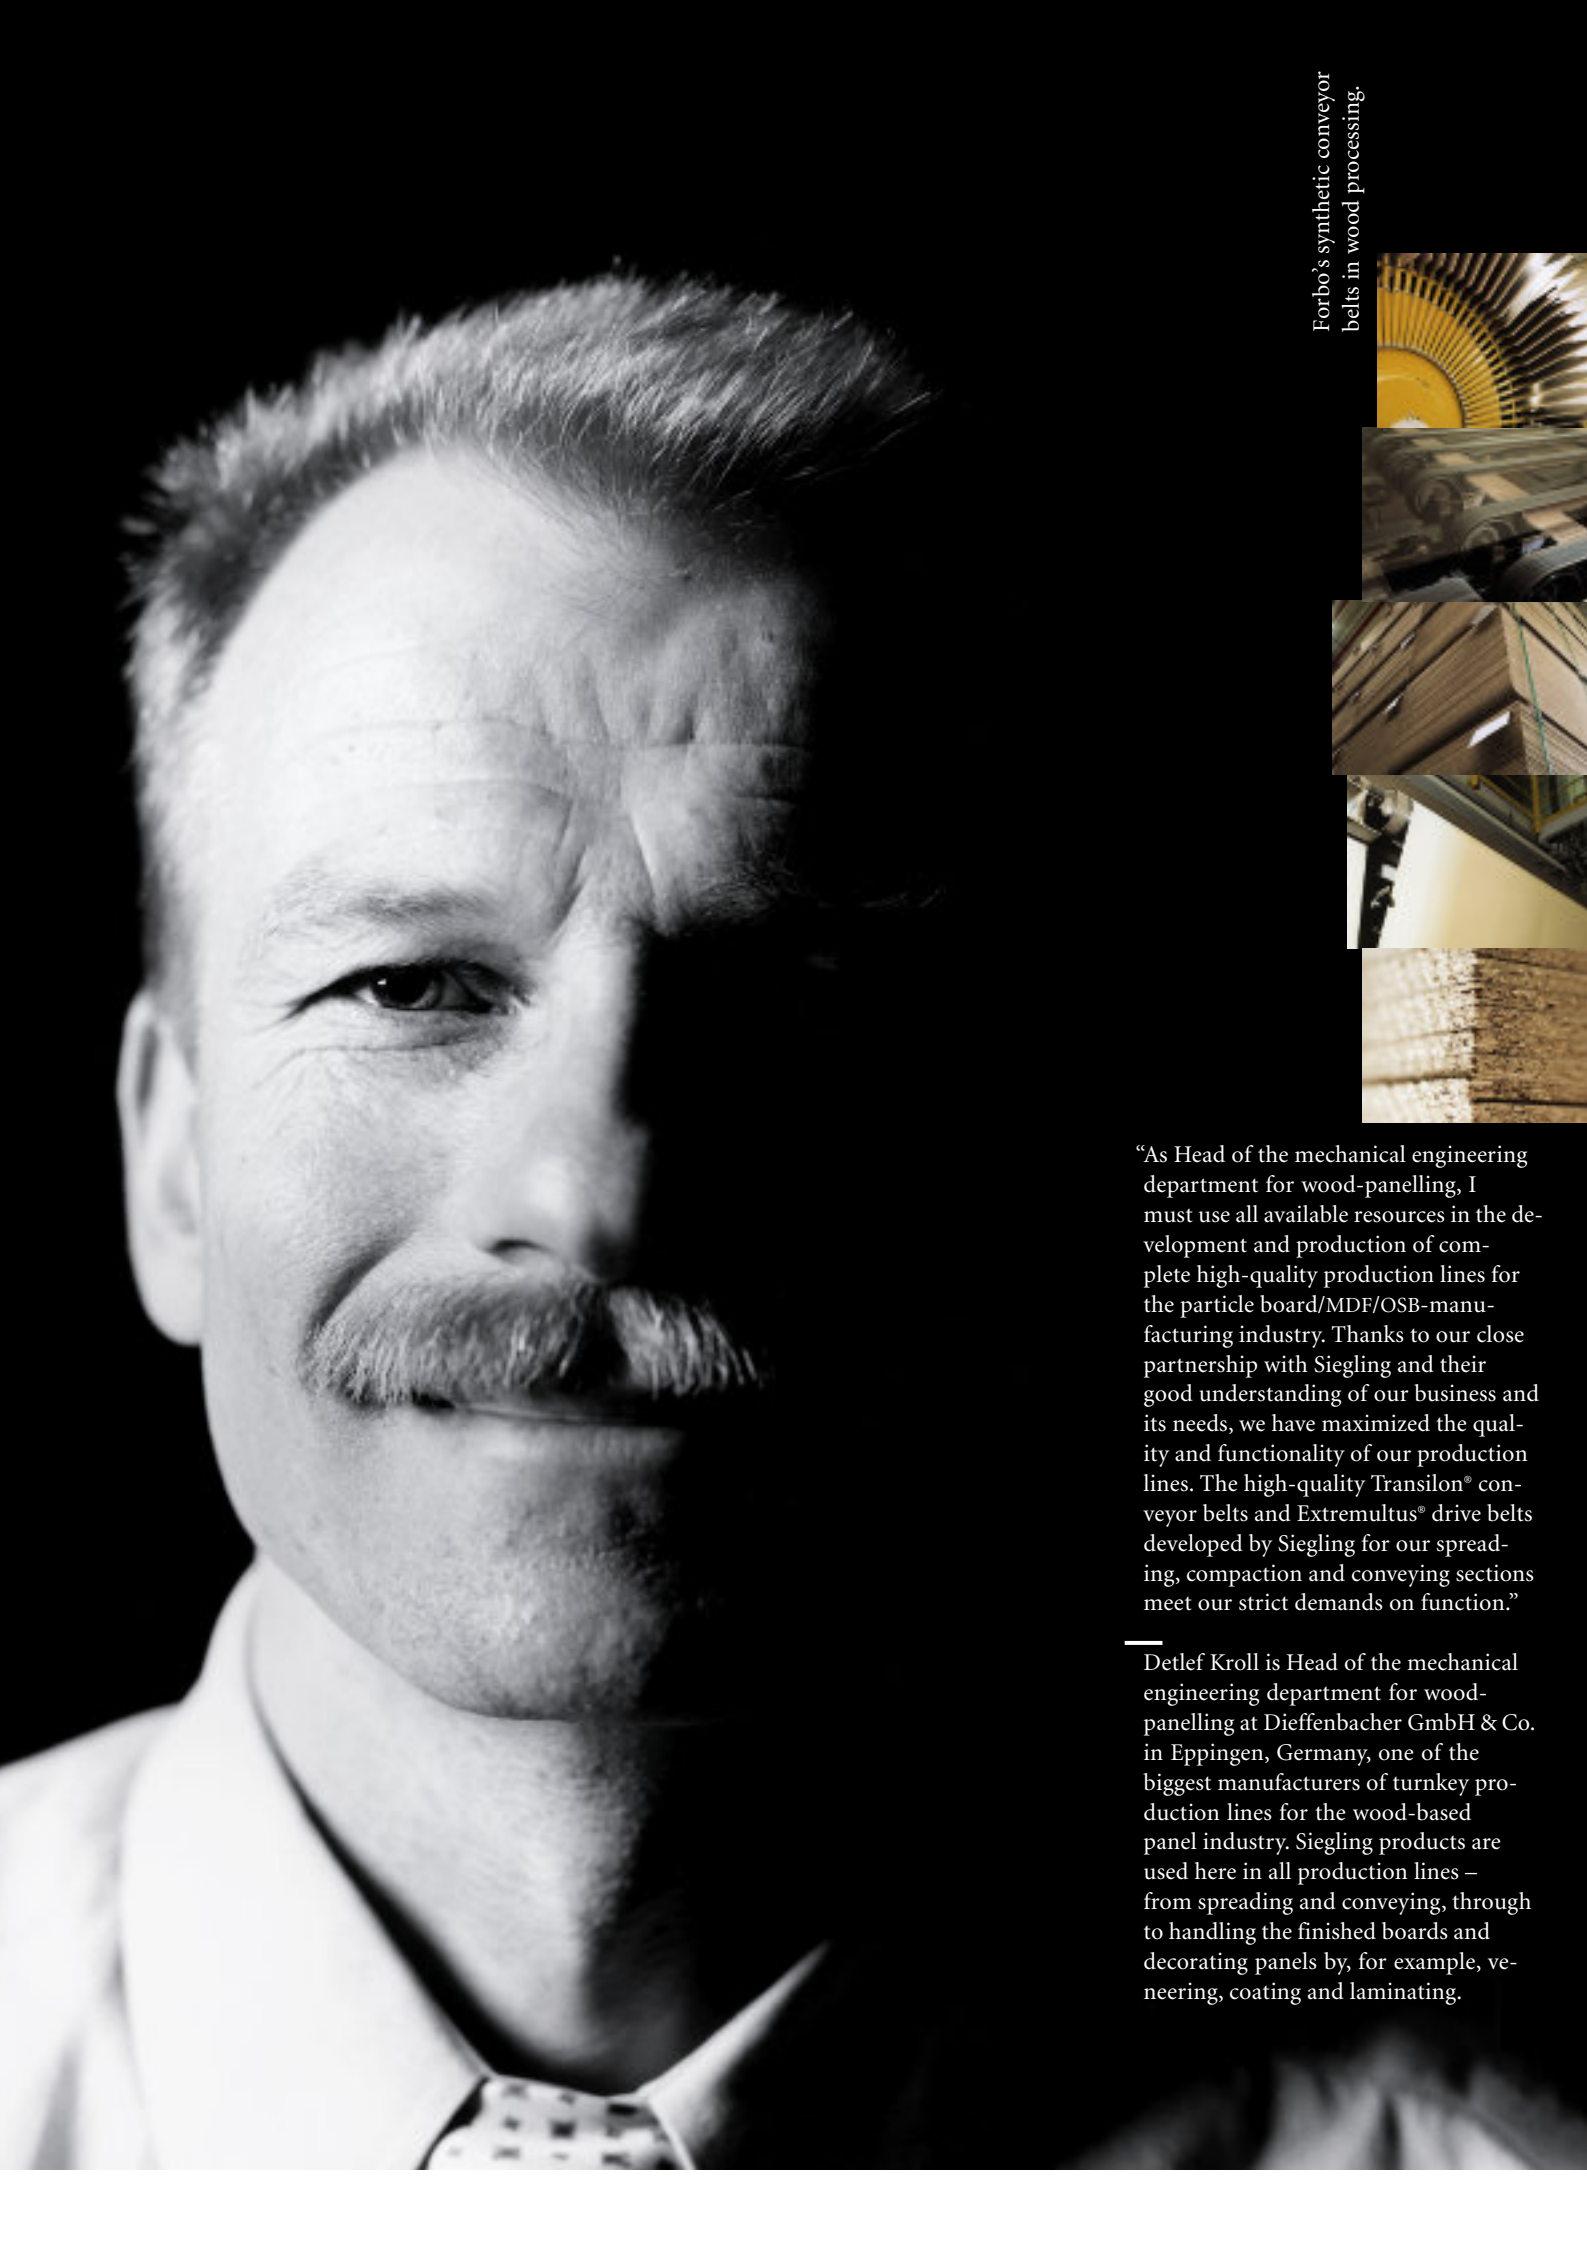 Forbo’s synthetic conveyor
belts in wood processing.
“As Head of the mechanical engineering
department for wood-panelling, I
must use all available resources in the de-
velopment and production of com-
plete high-quality production lines for
the particle board/MDF/OSB-manu-
facturing industry. Thanks to our close
partnership with Siegling and their
good understanding of our business and
its needs, we have maximized the qual-
ity and functionality of our production
lines. The high-quality Transilon® con-
veyor belts and Extremultus® drive belts
developed by Siegling for our spread-
ing, compaction and conveying sections
meet our strict demands on function.”
Detlef Kroll is Head of the mechanical
engineering department for wood-
panelling at Dieffenbacher GmbH & Co.
in Eppingen, Germany, one of the
biggest manufacturers of turnkey pro-
duction lines for the wood-based
panel industry. Siegling products are
used here in all production lines –
from spreading and conveying, through
to handling the finished boards and
decorating panels by, for example, ve-
neering, coating and laminating.